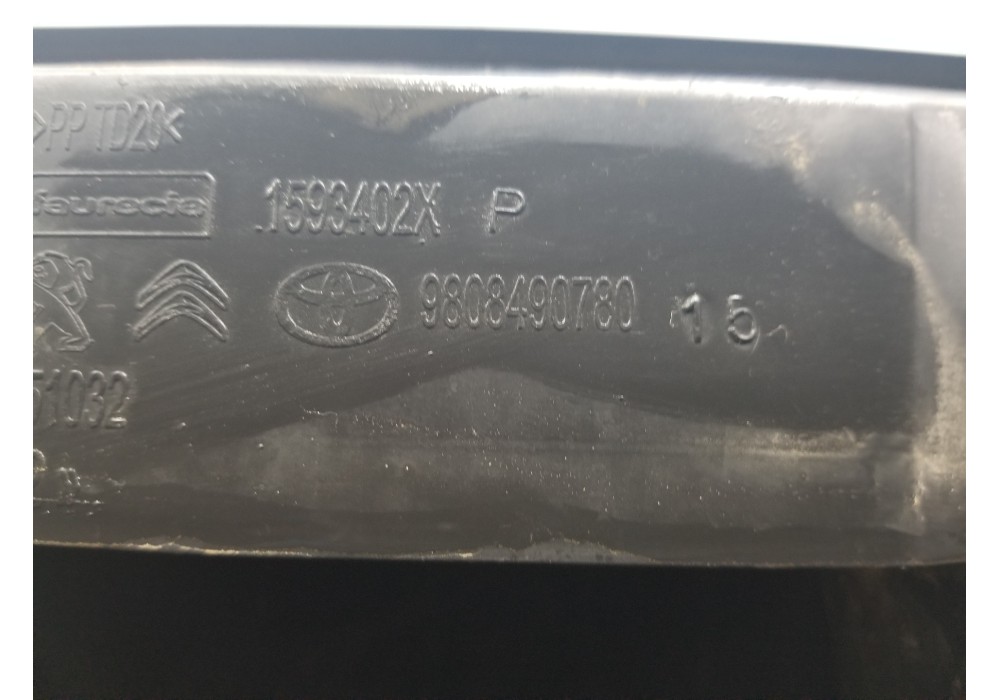 >PP TD20<
faurecia
1593402X P
9808490780 15
51032